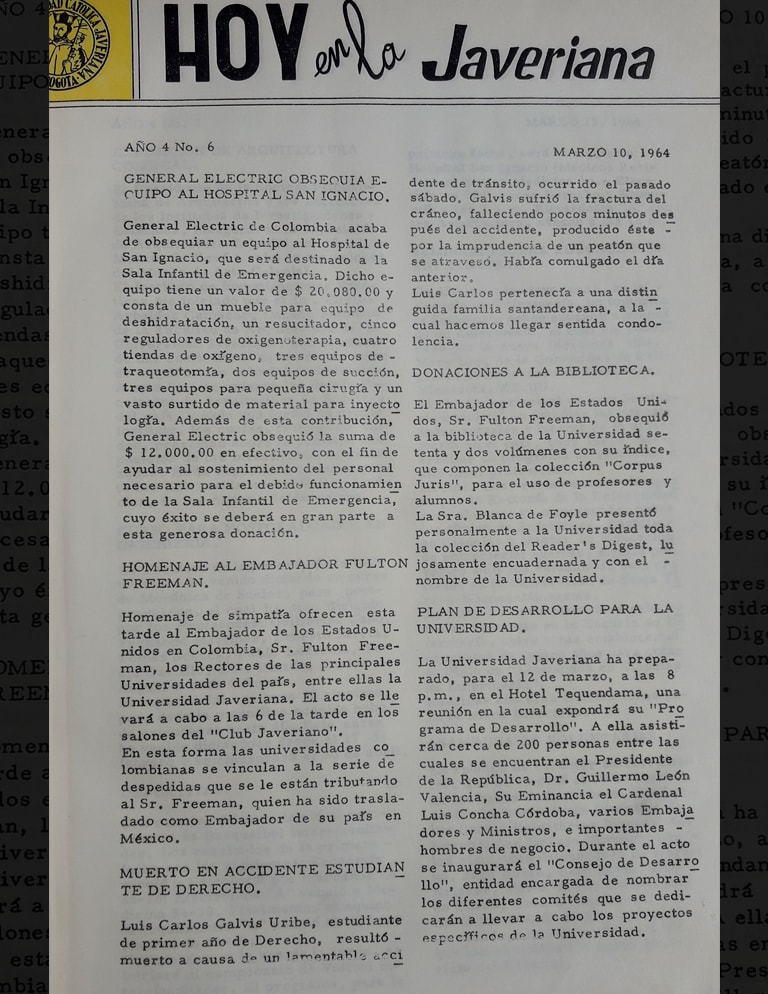 HOY en la Javeriana
AÑO 4 No. 6
MARZO 10, 1964
GENERAL ELECTRIC OBSEQUIA E-
QUIPO AL HOSPITAL SAN IGNACIO.
General Electric de Colombia acaba
de obsequiar un equipo al Hospital de
San Ignacio, que será destinado a la
Sala Infantil de Emergencia. Dicho e-
quipo tiene un valor de $ 20.080.00 y
consta de un mueble para equipo de
deshidratación, un resucitador, cinco
reguladores de oxigenoterapia, cuatro
tiendas de oxígeno, tres equipos de -
traqueotomía, dos equipos de succión,
tres equipos para pequeña cirugía y un
vasto surtido de material para inyecto
logía. Además de esta contribución,
General Electric obsequió la suma de
$ 12.000.00 en efectivo, con el fin de
ayudar al sostenimiento del personal
necesario para el debido funcionamien
to de la Sala Infantil de Emergencia,
cuyo éxito se deberá en gran parte a
esta generosa donación.
HOMENAJE AL EMBAJADOR FULTON
FREEMAN.
Homenaje de simpatía ofrecen esta
tarde al Embajador de los Estados U-
nidos en Colombia, Sr. Fulton Free-
man, los Rectores de las principales
Universidades del país, entre ellas la
Universidad Javeriana. El acto se lle
vará a cabo a las 6 de la tarde en los
salones del "Club Javeriano".
En esta forma las universidades co
lombianas se vinculan a la serie de
despedidas que se le están tributando
al Sr. Freeman, quien ha sido trasla-
dado como Embajador de su país en
México.
MUERTO EN ACCIDENTE ESTUDIAN
TE DE DERECHO.
Luis Carlos Galvis Uribe, estudiante
de primer año de Derecho, resultó -
muerto a causa de un lamentable acci
dente de tránsito, ocurrido el pasado
sábado. Galvis sufrió la fractura del
cráneo, falleciendo pocos minutos des
pués del accidente, producido éste -
por la imprudencia de un peatón que
se atravesó. Había comulgado el día
anterior.
Luis Carlos pertenecía a una distin
guida familia santandereana, a la -
cual hacemos llegar sentida condo-
lencia.
DONACIONES A LA BIBLIOTECA.
El Embajador de los Estados Uni-
dos, Sr. Fulton Freeman, obsequió
a la biblioteca de la Universidad se-
tenta y dos volúmenes con su índice,
que componen la colección "Corpus
Juris", para el uso de profesores y
alumnos.
La Sra. Blanca de Foyle presentó
personalmente a la Universidad toda
la colección del Reader's Digest, lu
josamente encuadernada y con el -
nombre de la Universidad.
PLAN DE DESARROLLO PARA LA
UNIVERSIDAD.
La Universidad Javeriana ha prepa-
rado, para el 12 de marzo, a las 8
p.m., en el Hotel Tequendama, una
reunión en la cual expondrá su "Pro
grama de Desarrollo". A ella asisti-
rán cerca de 200 personas entre las
cuales se encuentran el Presidente
de la República, Dr. Guillermo León
Valencia, Su Eminancia el Cardenal
Luis Concha Córdoba, varios Embaja
dores y Ministros, e importantes -
hombres de negocio. Durante el acto
se inaugurará el "Consejo de Desarro
llo", entidad encargada de nombrar
los diferentes comités que se dedi-
carán a llevar a cabo los proyectos
específicos de la Universidad.